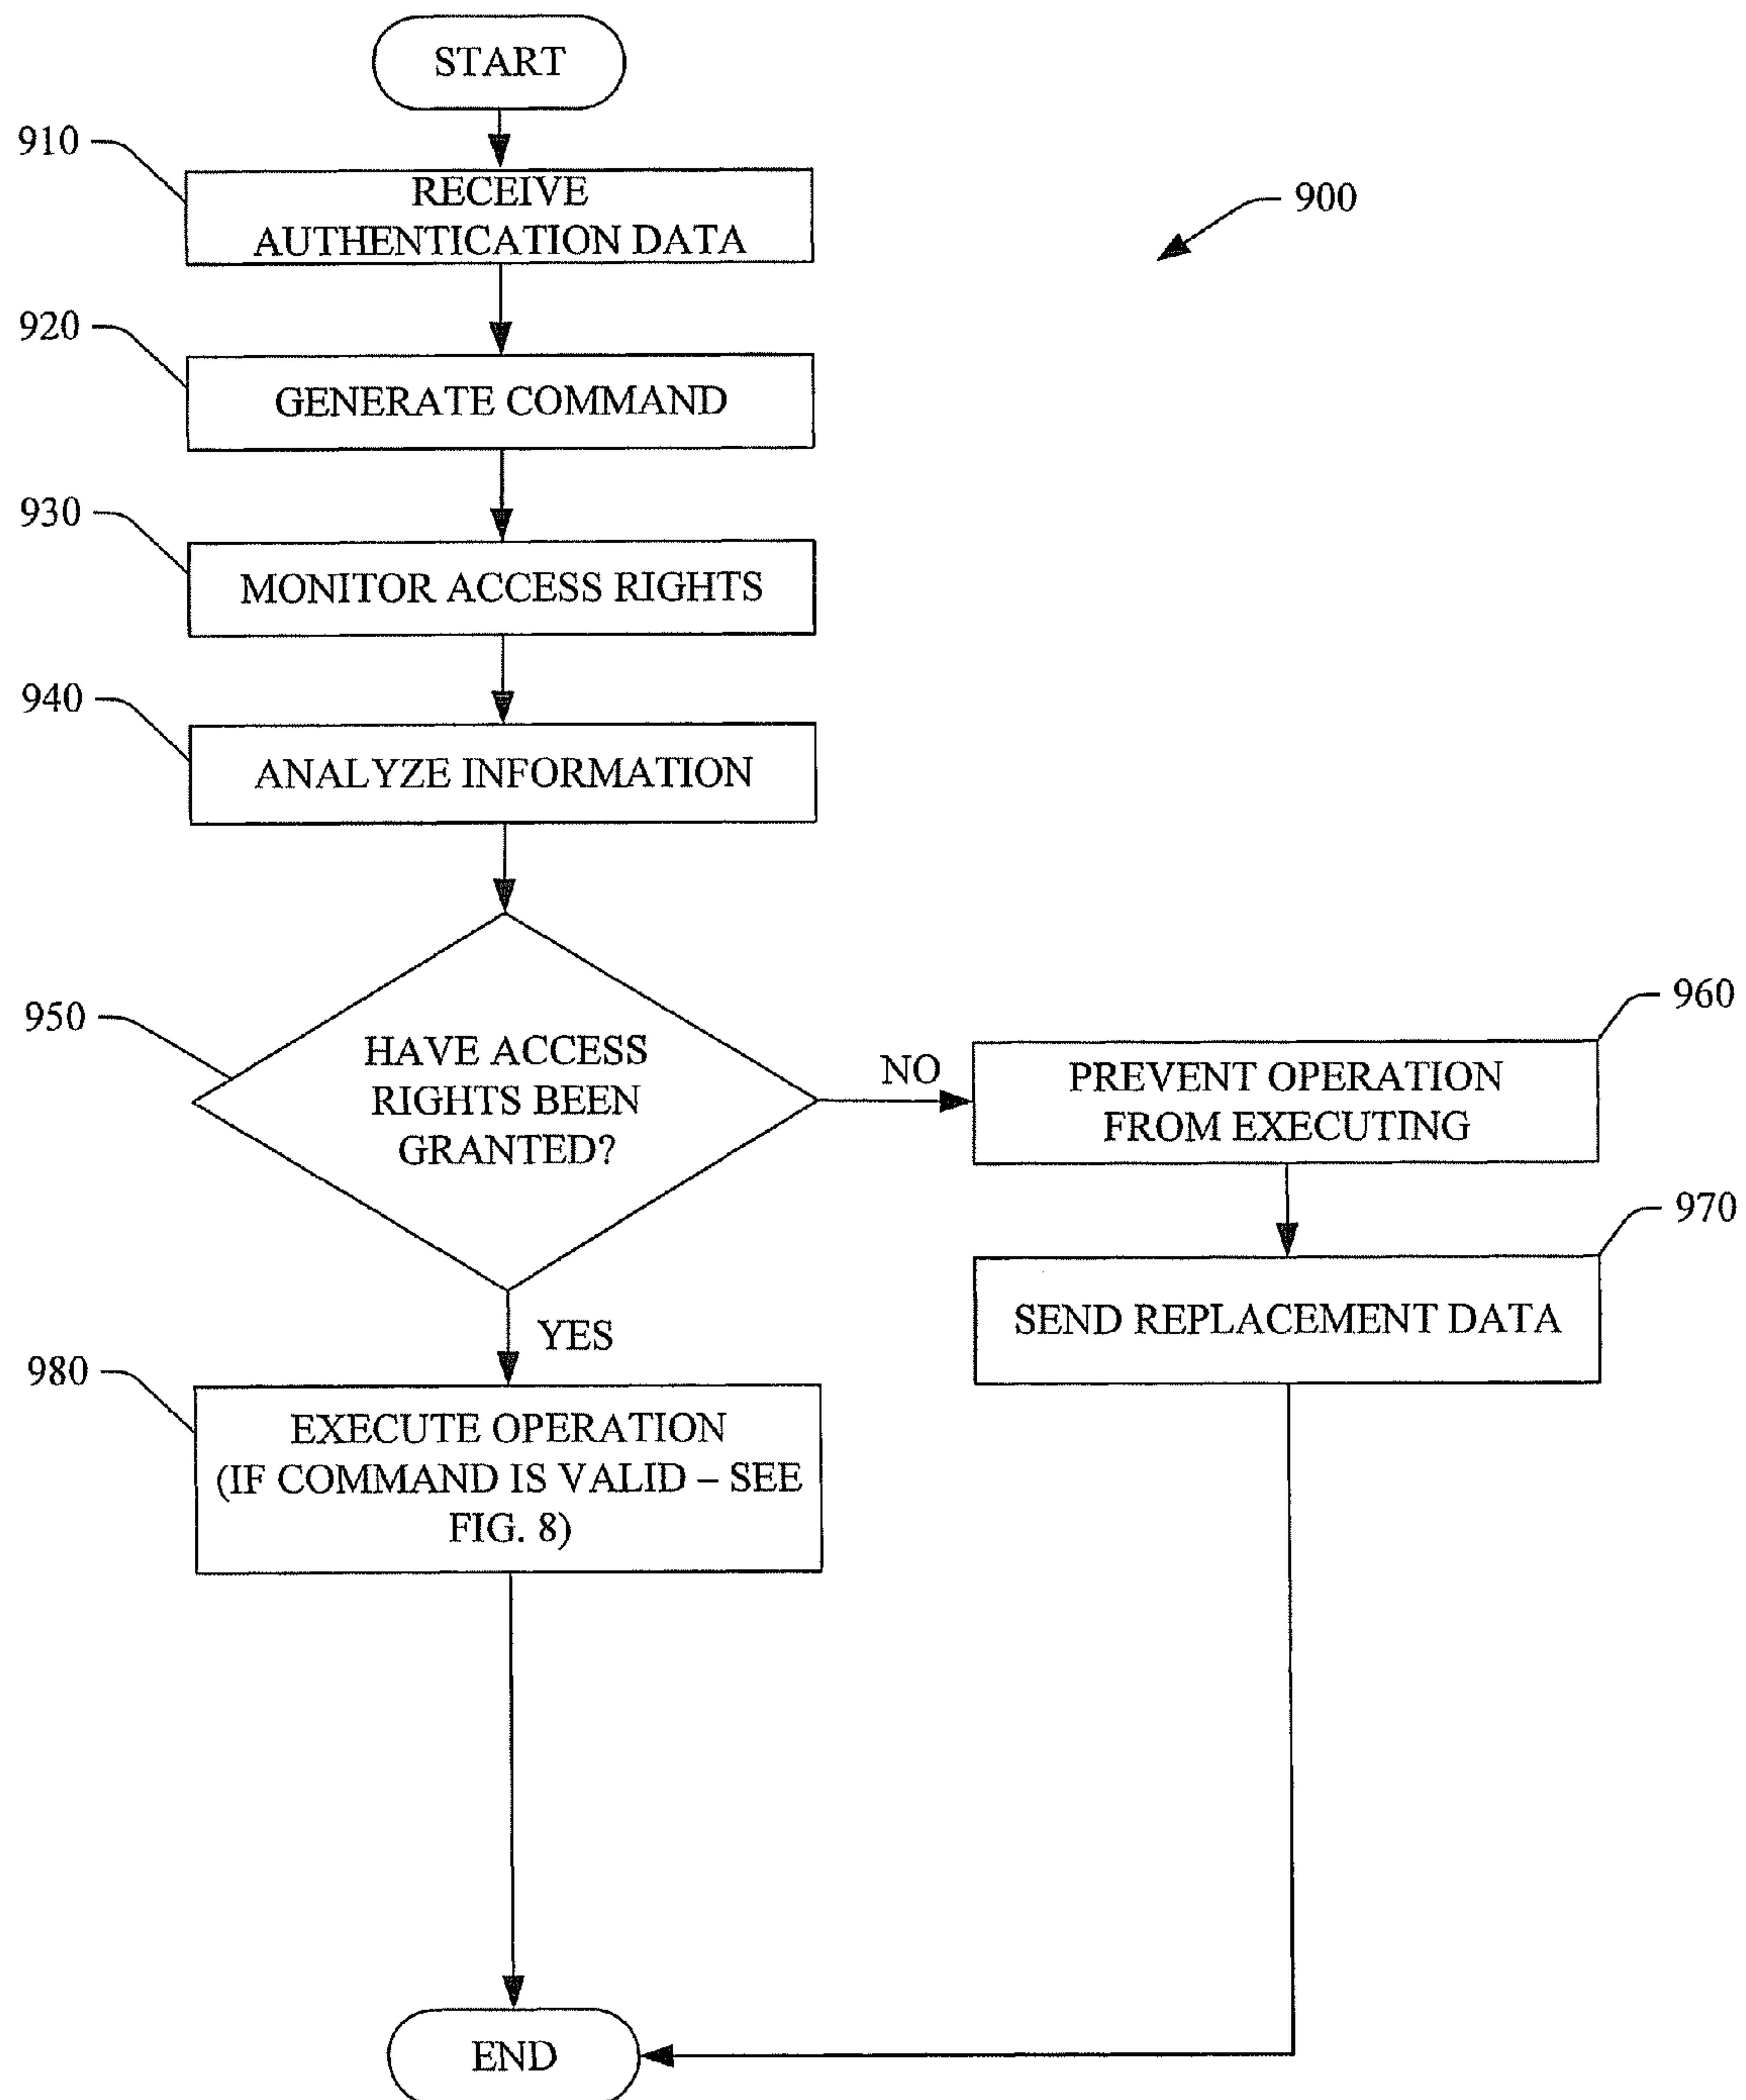 START
910
RECEIVE
AUTHENTICATION DATA
900
920
GENERATE COMMAND
930
MONITOR ACCESS RIGHTS
940
ANALYZE INFORMATION
950
HAVE ACCESS
RIGHTS BEEN
GRANTED?
NO
960
PREVENT OPERATION
FROM EXECUTING
970
SEND REPLACEMENT DATA
YES
980
EXECUTE OPERATION
(IF COMMAND IS VALID – SEE
FIG. 8)
END